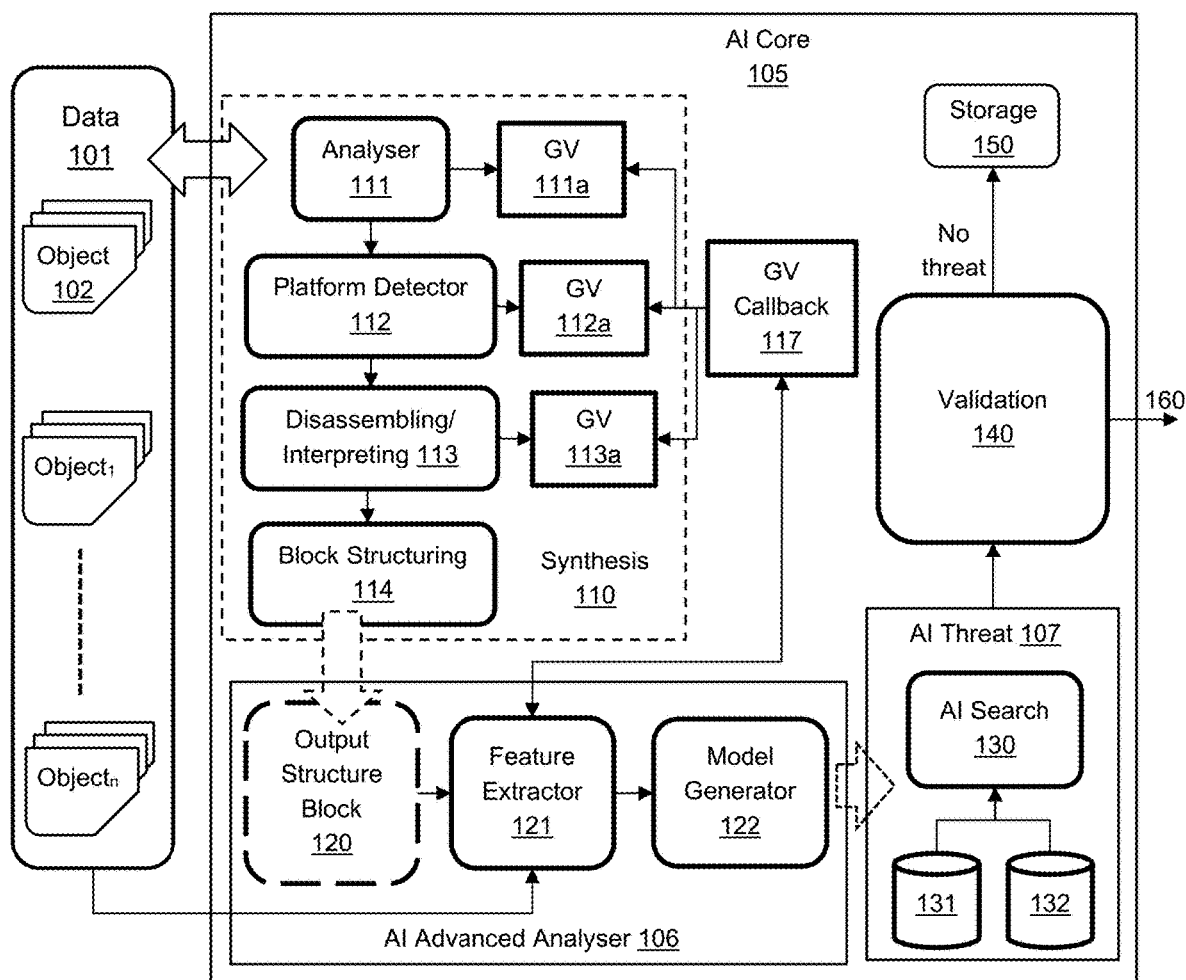 AI Core
105
Data
101
Object
102
Object1
Objectn
Analyser
111
GV
111a
Platform Detector
112
GV
112a
Disassembling/
Interpreting 113
GV
113a
Block Structuring
114
Synthesis
110
GV
Callback
117
Storage
150
No
threat
Validation
140
160
AI Threat 107
AI Search
130
131
132
Output
Structure
Block
120
Feature
Extractor
121
Model
Generator
122
AI Advanced Analyser 106